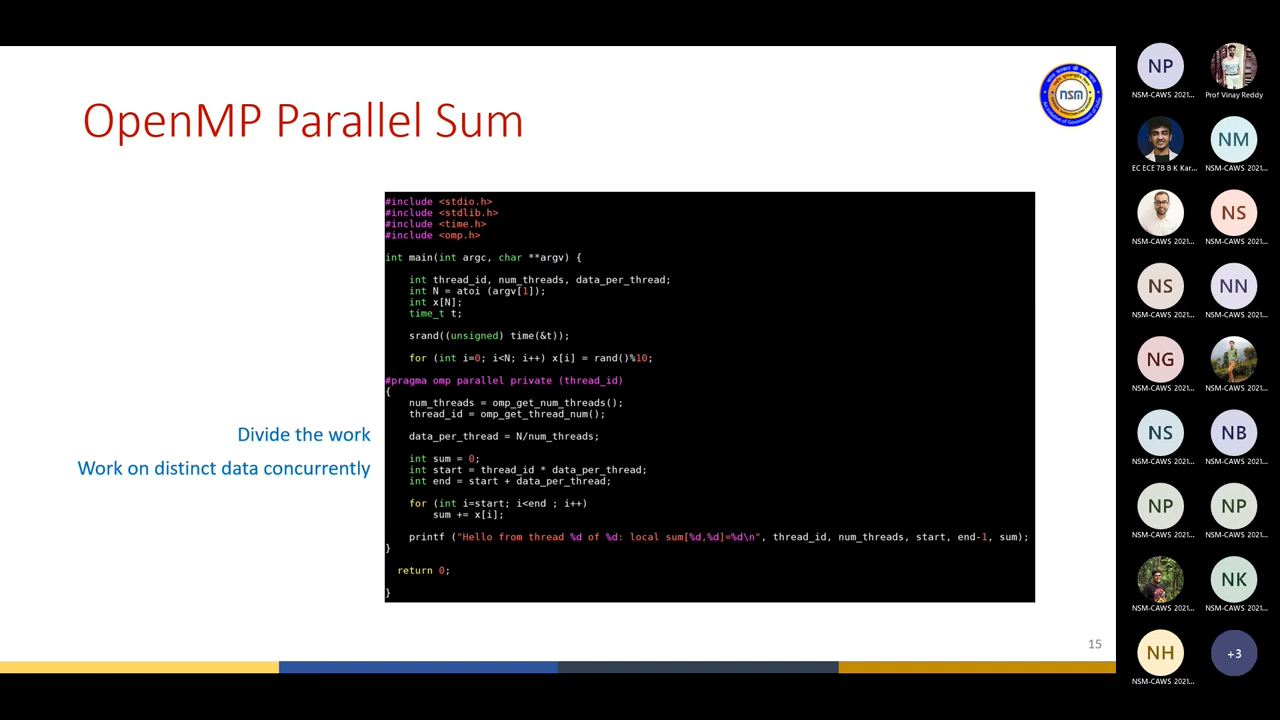 OpenMP Parallel Sum
nsm
#include <stdio.h>
#include <stdlib.h>
#include <time.h>
#include <omp.h>
int main(int argc, char **argv) {
int thread_id, num_threads, data_per_thread;
int N = atoi (argv[1]);
int x[N];
time_t t;
srand((unsigned) time(&t));
for (int i=0; i<N; i++) x[i] = rand()%10;
#pragma omp parallel private (thread_id)
{
num_threads = omp_get_num_threads();
thread_id = omp_get_thread_num();
data_per_thread = N/num_threads;
int sum = 0;
int start = thread_id * data_per_thread;
int end = start + data_per_thread;
for (int i=start; i<end ; i++)
sum += x[i];
printf ("Hello from thread %d of %d: local sum[%d,%d]=%d\n", thread_id, num_threads, start, end-1, sum);
}
return 0;
}
Divide the work
Work on distinct data concurrently
15
NP
NSM-CAWS 2021...
Prof Vinay Reddy
EC ECE 7B B K Kar...
NM
NSM-CAWS 2021...
NSM-CAWS 2021...
NS
NSM-CAWS 2021...
NS
NSM-CAWS 2021...
NN
NSM-CAWS 2021...
NG
NSM-CAWS 2021...
NSM-CAWS 2021...
NS
NSM-CAWS 2021...
NB
NSM-CAWS 2021...
NP
NSM-CAWS 2021...
NP
NSM-CAWS 2021...
NSM-CAWS 2021...
NK
NSM-CAWS 2021...
NH
NSM-CAWS 2021...
+3